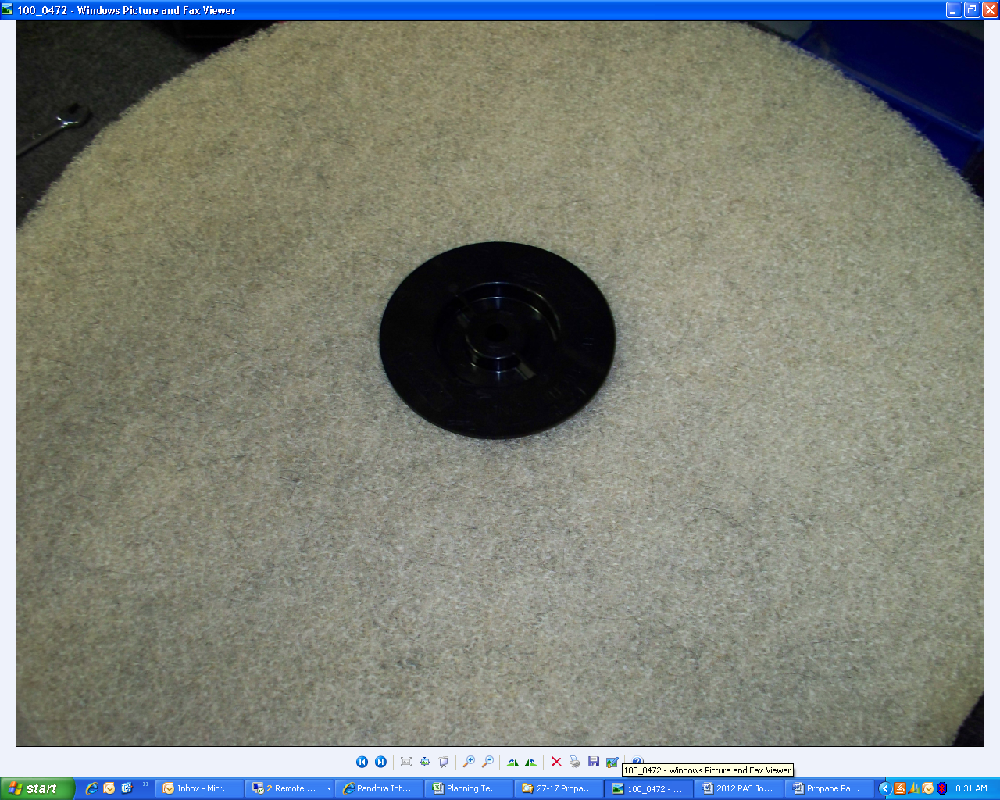 100_0472 - Windows Picture and Fax Viewer
100_0472 - Windows Picture and Fax Viewer
start
Inbox - Micr...
2 Remote ...
Pandora Int...
Planning Te...
27-17 Propa...
100_0472 - ...
2012 PAS Jo...
Propane Pa...
8:31 AM